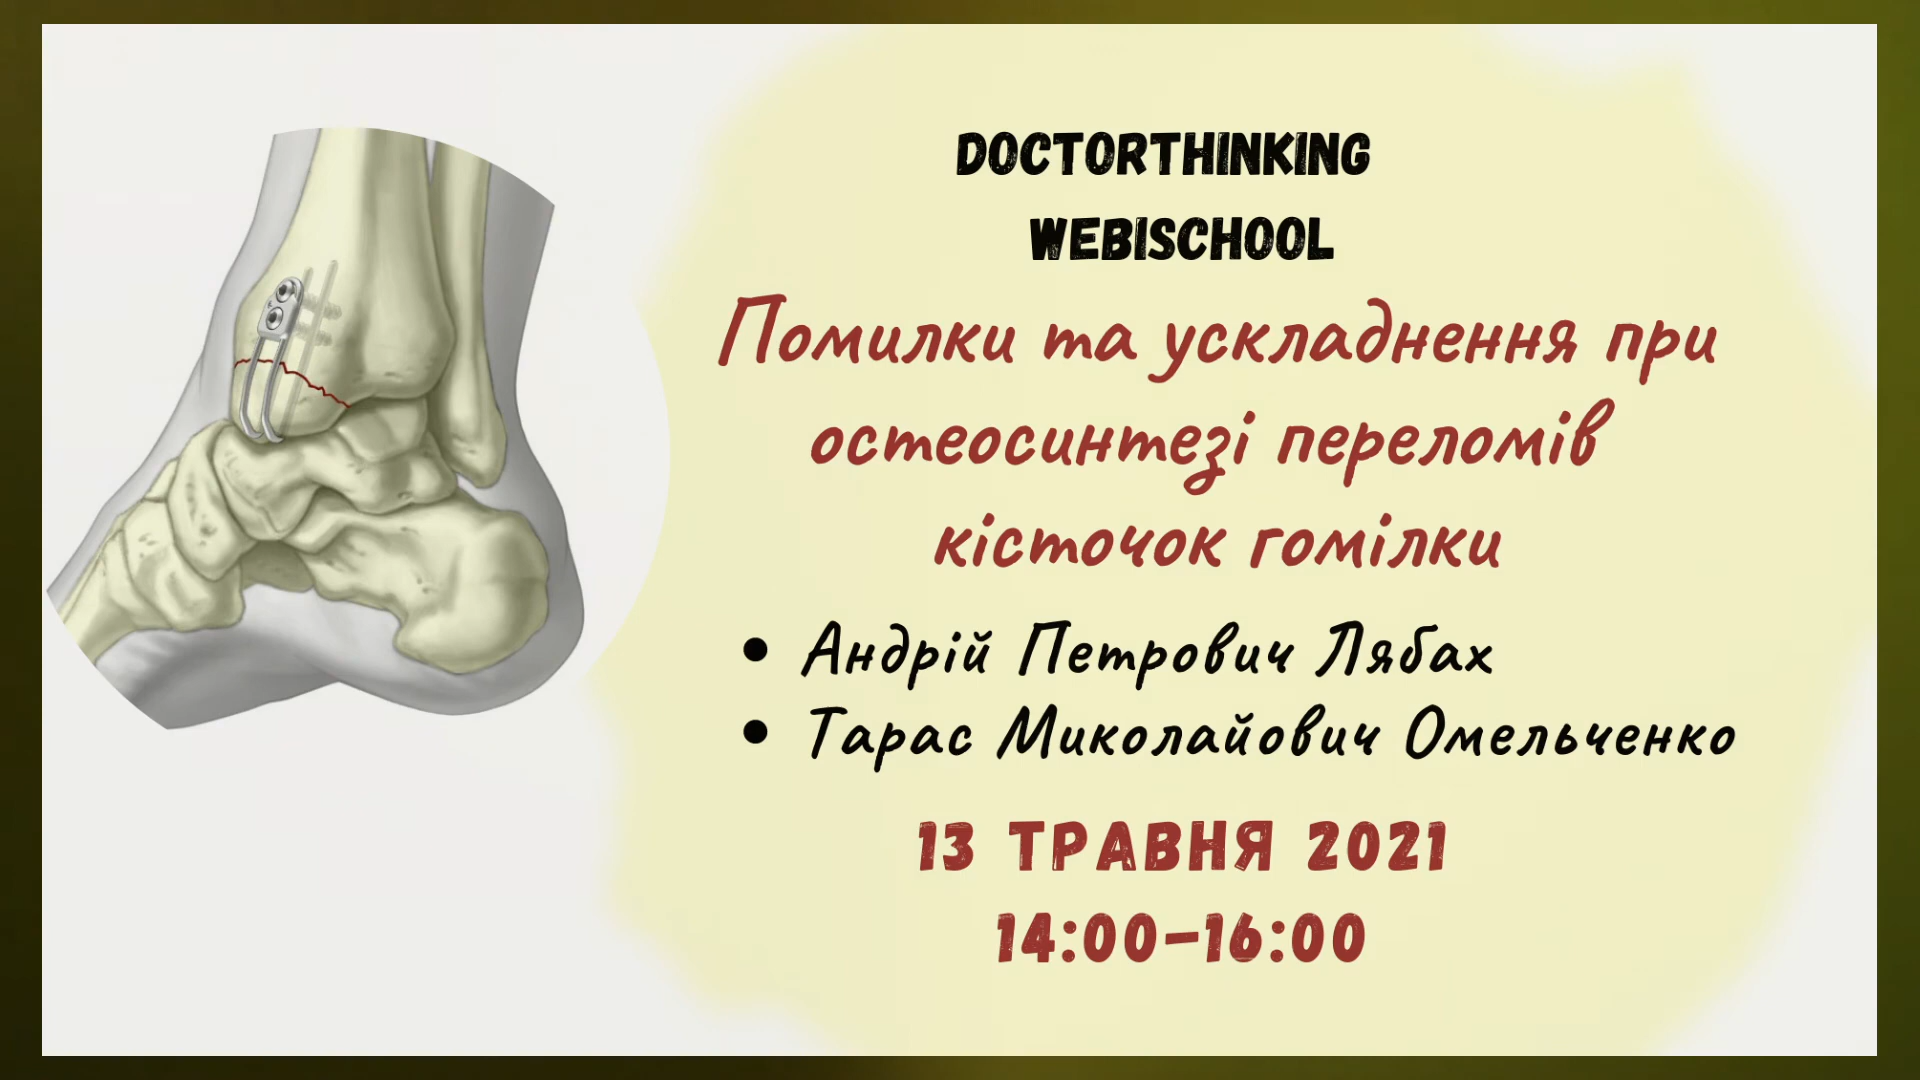 DOCTORTHINKING
WEBISCHOOL
Помилки та ускладнення при
остеосинтезі переломів
кісточок гомілки
• Андрій Петрович Лябах
• Тарас Миколайович Омельченко
13 ТРАВНЯ 2021
14:00–16:00